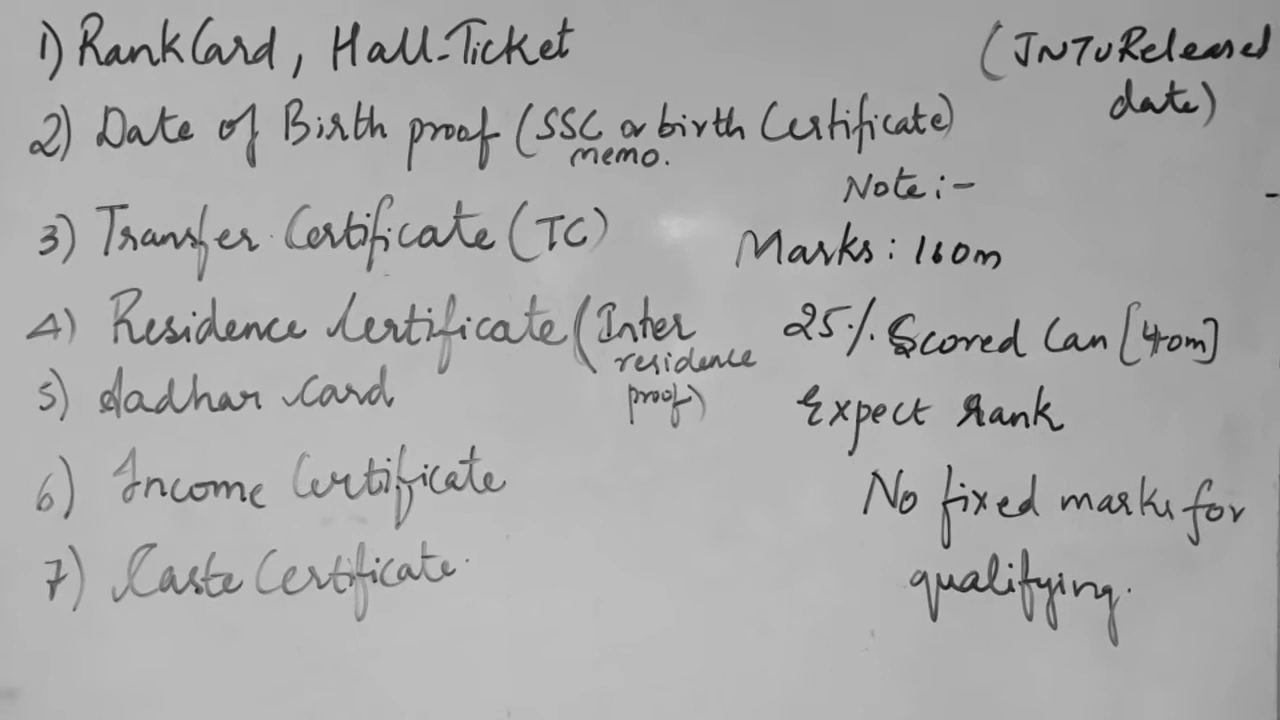 1) Rank Card, Hall-Ticket
(JNTU Released
date)
2) Date of Birth proof (SSC or birth Certificate)
memo.
3) Transfer Certificate (TC)
4) Residence Certificate (Inter
residence
proof)
5) Aadhar Card
6) Income Certificate
7) Caste Certificate.
Note :-
Marks : 160m
25% Scored Can [40m]
Expect rank
No fixed marks for
qualifying.